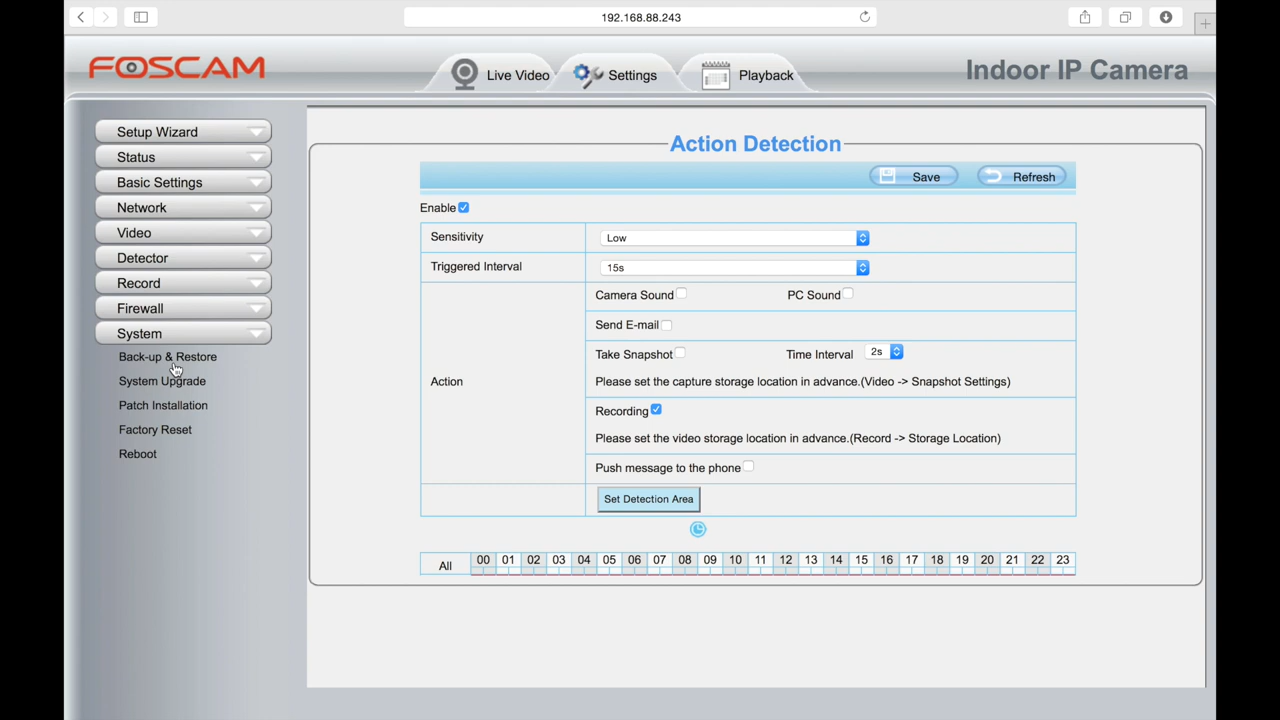 192.168.88.243
FOSCAM
Live Video
Settings
Playback
Indoor IP Camera
Setup Wizard
Status
Basic Settings
Network
Video
Detector
Record
Firewall
System
Back-up & Restore
System Upgrade
Patch Installation
Factory Reset
Reboot
Action Detection
Save
Refresh
Enable
Sensitivity
Low
Triggered Interval
15s
Action
Camera Sound
PC Sound
Send E-mail
Take Snapshot
Time Interval
2s
Please set the capture storage location in advance.(Video -> Snapshot Settings)
Recording
Please set the video storage location in advance.(Record -> Storage Location)
Push message to the phone
Set Detection Area
All 00 01 02 03 04 05 06 07 08 09 10 11 12 13 14 15 16 17 18 19 20 21 22 23